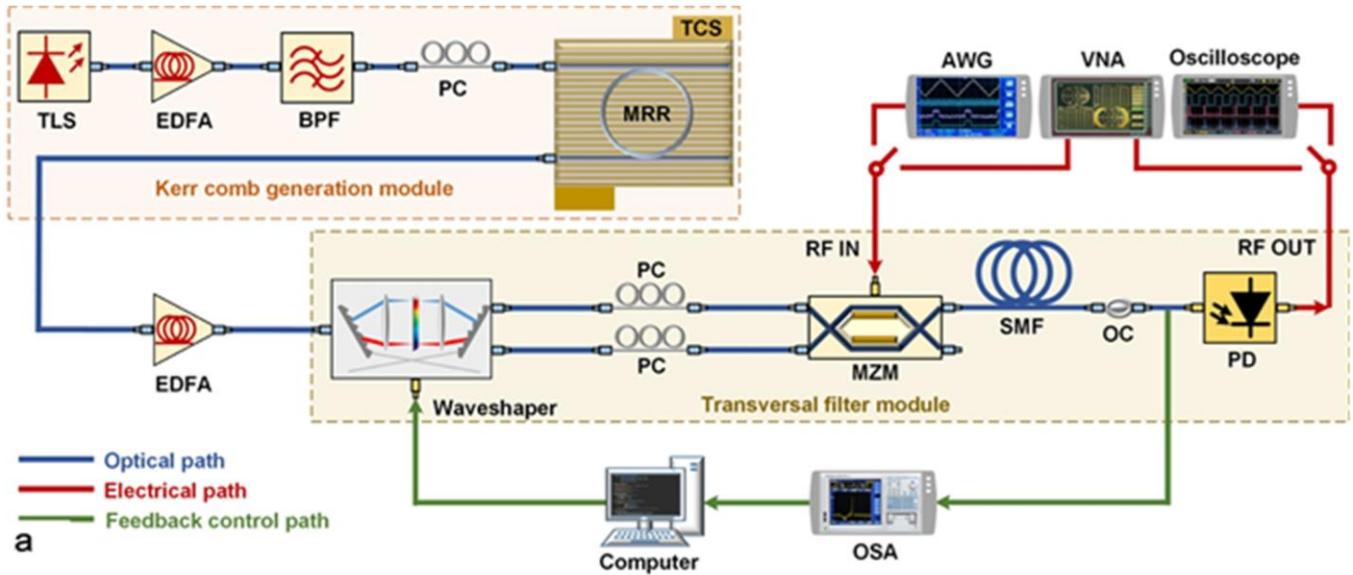 TCS
TLS
EDFA
BPF
PC
MRR
Kerr comb generation module
AWG
VNA
Oscilloscope
RF IN
RF OUT
PC
PC
SMF
OC
PD
MZM
EDFA
Waveshaper
Transversal filter module
Optical path
Electrical path
Feedback control path
a
Computer
OSA